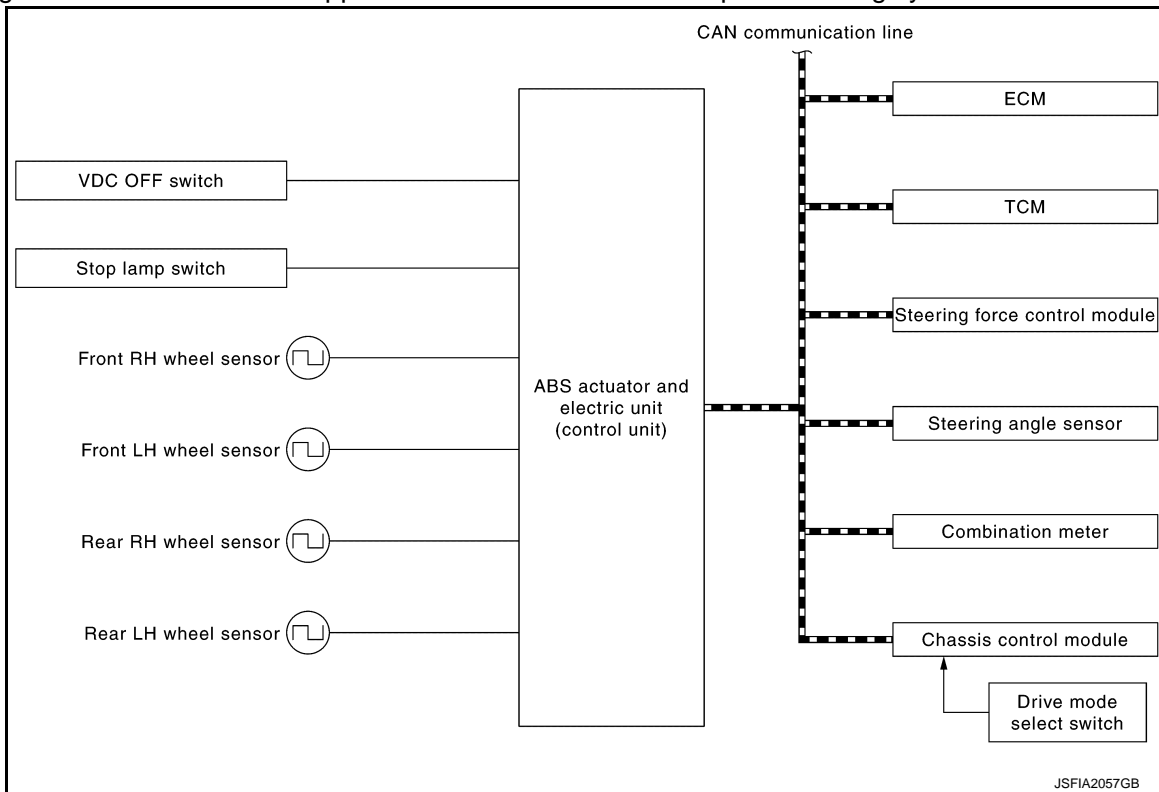 CAN communication line
ECM
VDC OFF switch
TCM
Stop lamp switch
Steering force control module
Front RH wheel sensor
ABS actuator and
electric unit
(control unit)
Steering angle sensor
Front LH wheel sensor
Combination meter
Rear RH wheel sensor
Rear LH wheel sensor
Chassis control module
Drive mode
select switch
JSFIA2057GB